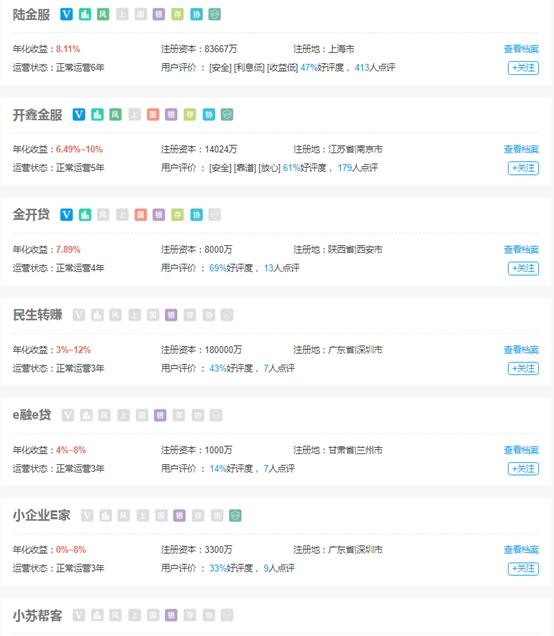 陆金服 V 风 上 国 银 存 协
年化收益：8.11% 注册资本：83667万 注册地：上海市 查看档案
运营状态：正常运营6年 用户评价 ： [安全] [利息低] [收益低] 47%好评度， 413人点评 +关注
开鑫金服 V 风 上 国 银 存 协
年化收益：6.49%~10% 注册资本：14024万 注册地：江苏省|南京市 查看档案
运营状态：正常运营5年 用户评价 ： [安全] [靠谱] [放心] 61%好评度， 179人点评 +关注
金开贷 V 风 上 国 银 存 协
年化收益：7.89% 注册资本：8000万 注册地：陕西省|西安市 查看档案
运营状态：正常运营4年 用户评价 ： 69%好评度， 13人点评 +关注
民生转赚 V 风 上 国 银 存 协
年化收益：3%~12% 注册资本：180000万 注册地：广东省|深圳市 查看档案
运营状态：正常运营3年 用户评价 ： 43%好评度， 7人点评 +关注
e融e贷 V 风 上 国 银 存 协
年化收益：4%~8% 注册资本：1000万 注册地：甘肃省|兰州市 查看档案
运营状态：正常运营3年 用户评价 ： 14%好评度， 7人点评 +关注
小企业E家 V 风 上 国 银 存 协
年化收益：0%~8% 注册资本：3300万 注册地：广东省|深圳市 查看档案
运营状态：正常运营3年 用户评价 ： 33%好评度， 9人点评 +关注
小苏帮客 V 风 上 国 银 存 协